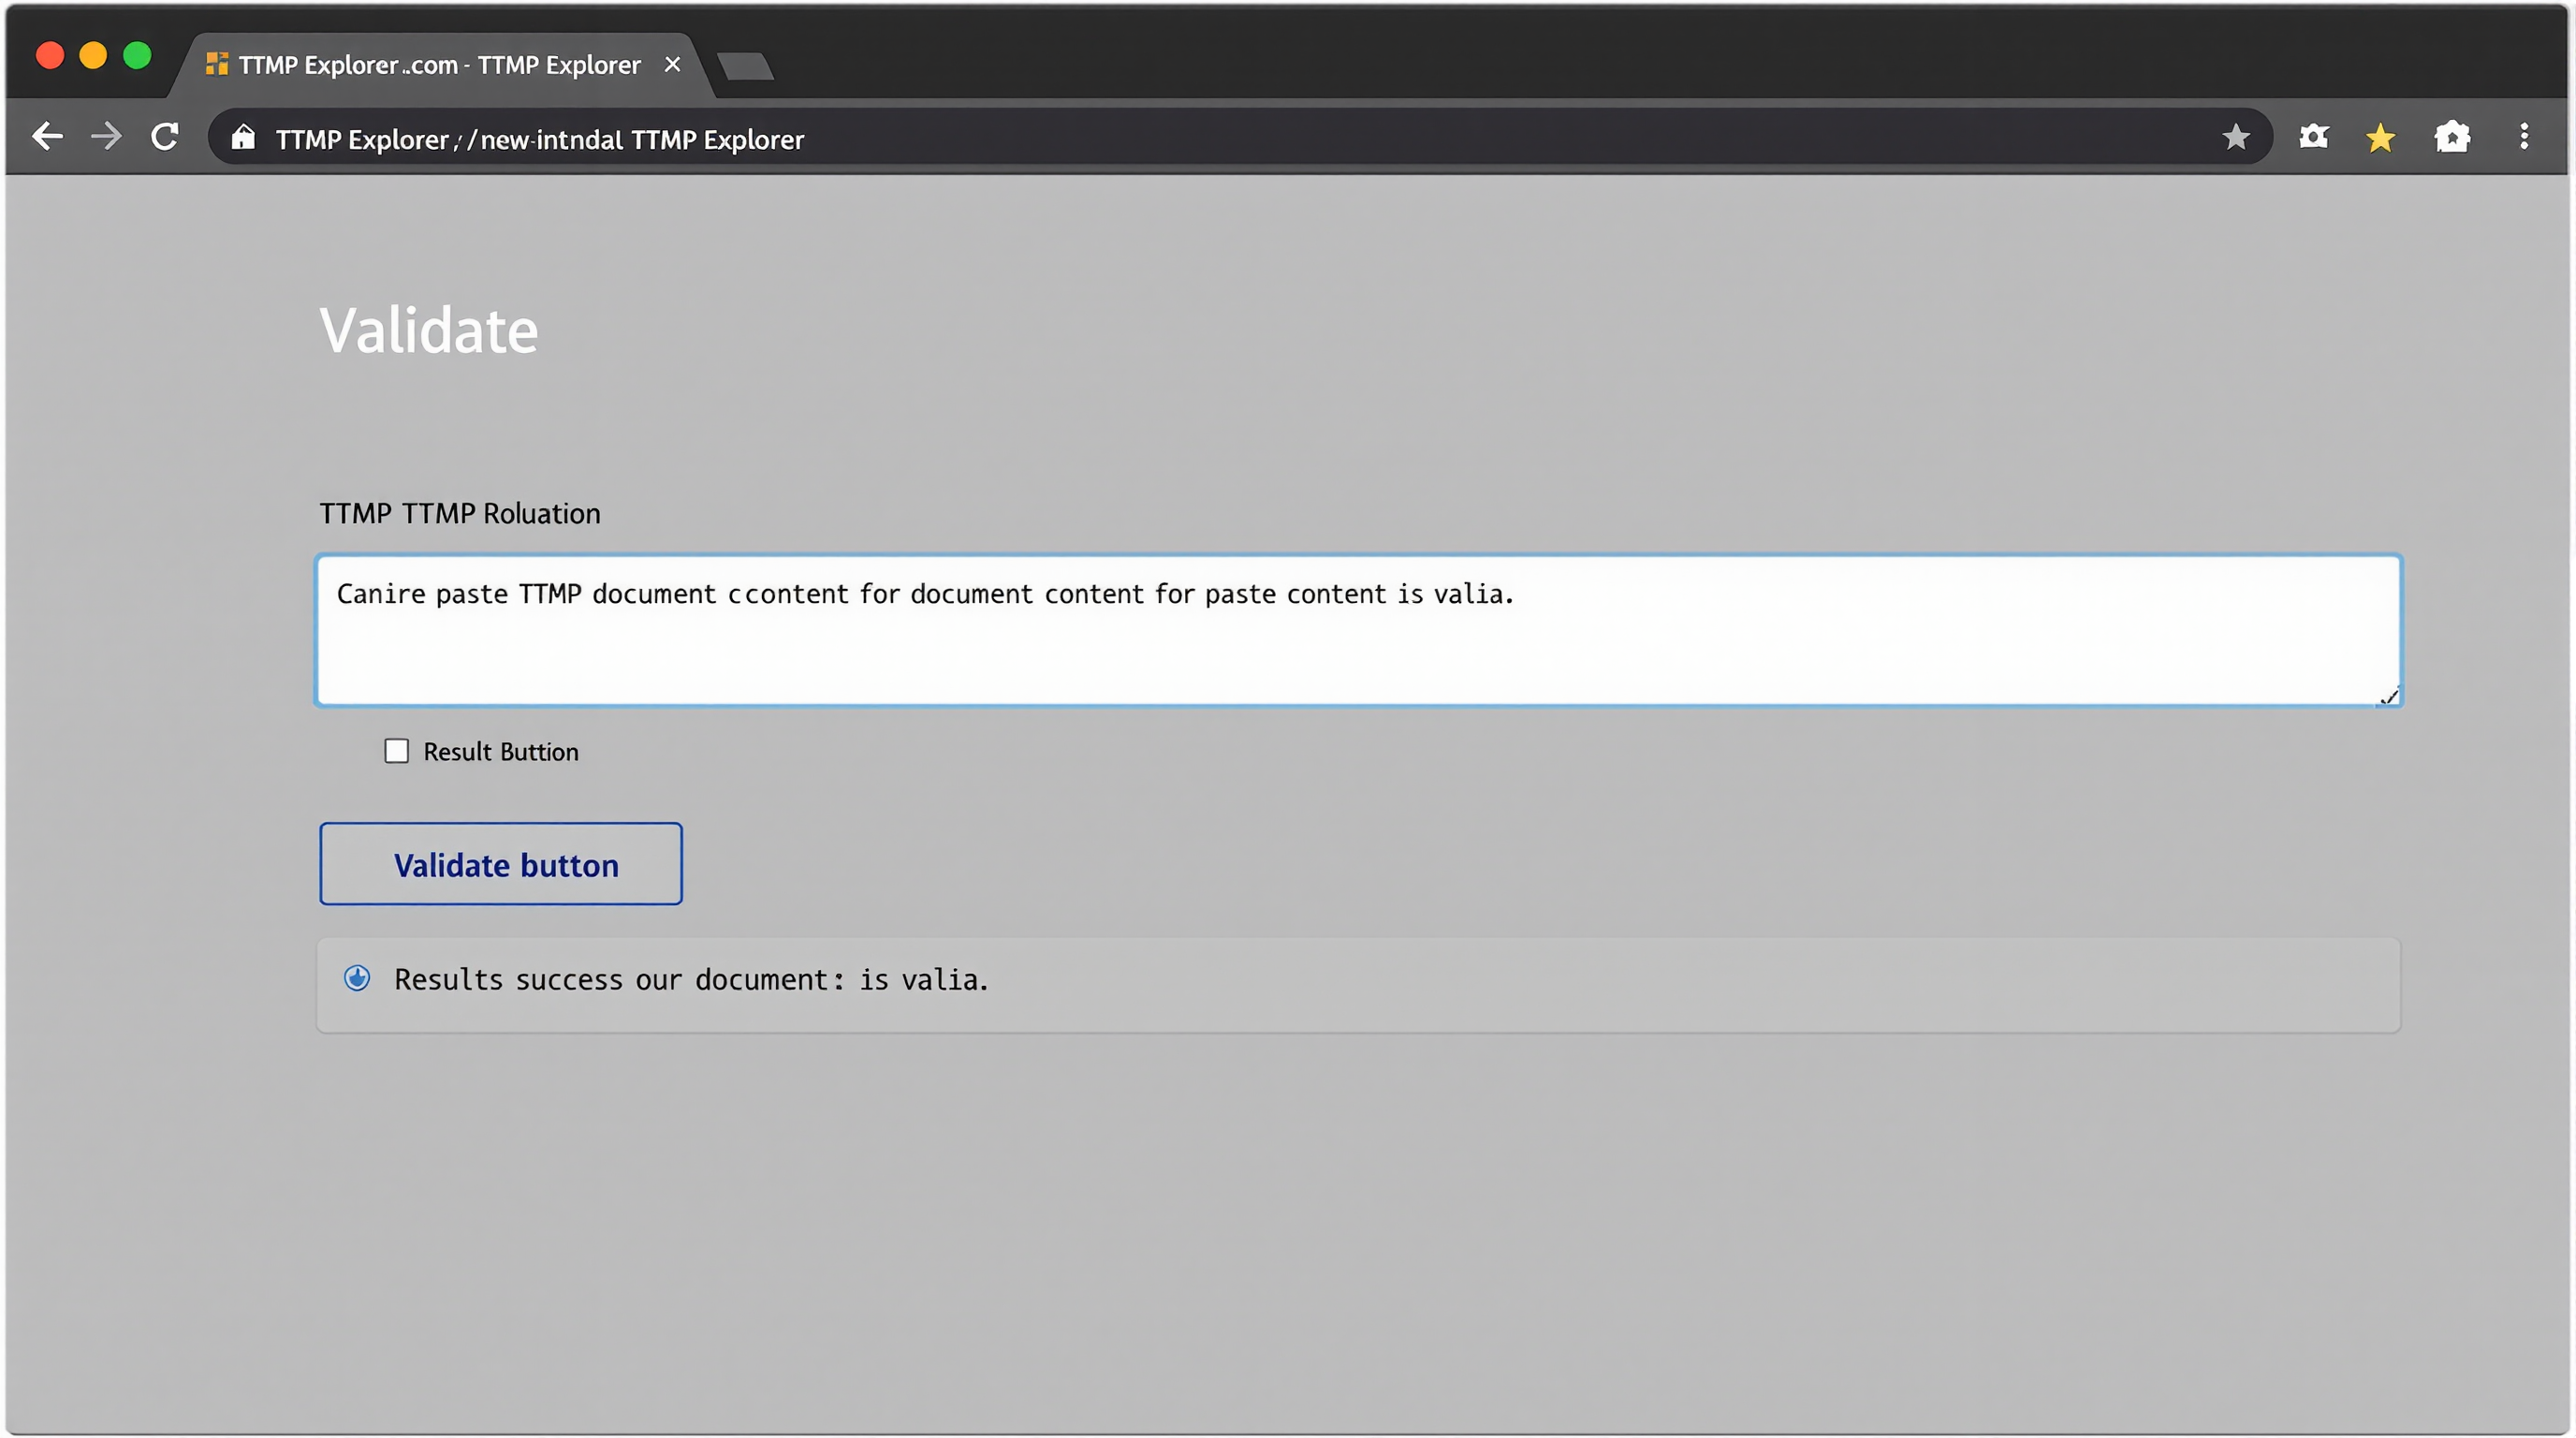 TTMP Explorer..com - TTMP Explorer
TTMP Explorer,//new-intndal TTMP Explorer
Validate
TTMP TTMP Roluation
Canire paste TTMP document ccontent for document content for paste content is valia.
Result Buttion
Validate button
Results success our document: is valia.